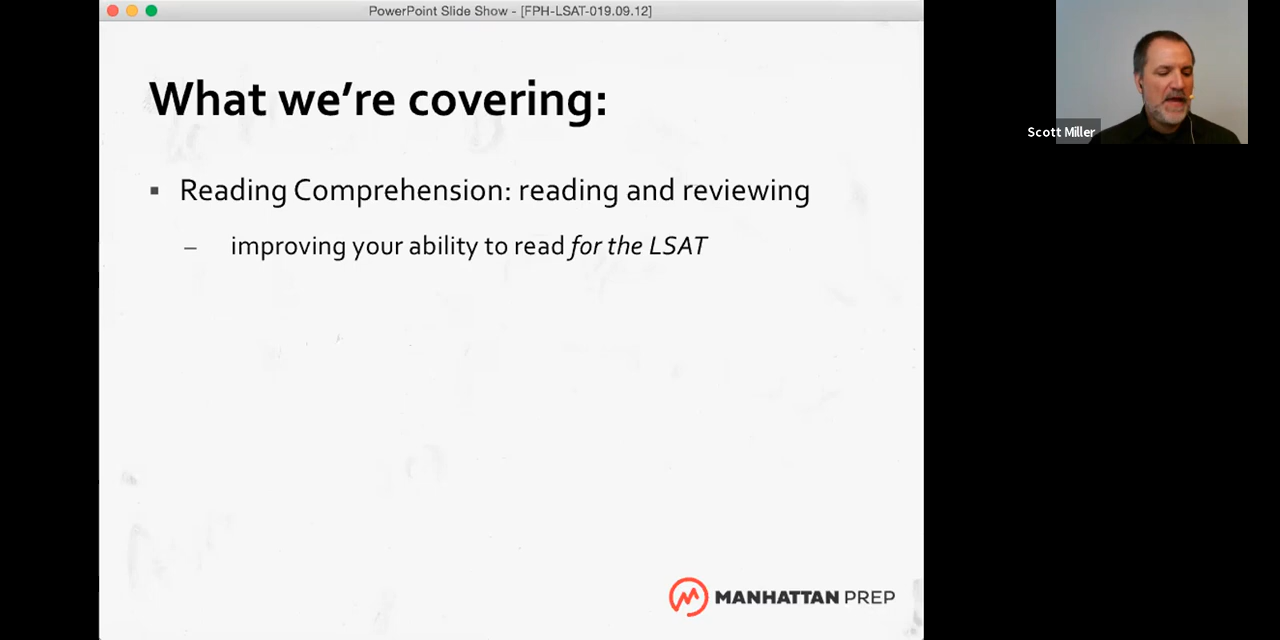 PowerPoint Slide Show - [FPH-LSAT-019.09.12]
What we're covering:
▪ Reading Comprehension: reading and reviewing
– improving your ability to read for the LSAT
Scott Miller
MANHATTAN PREP